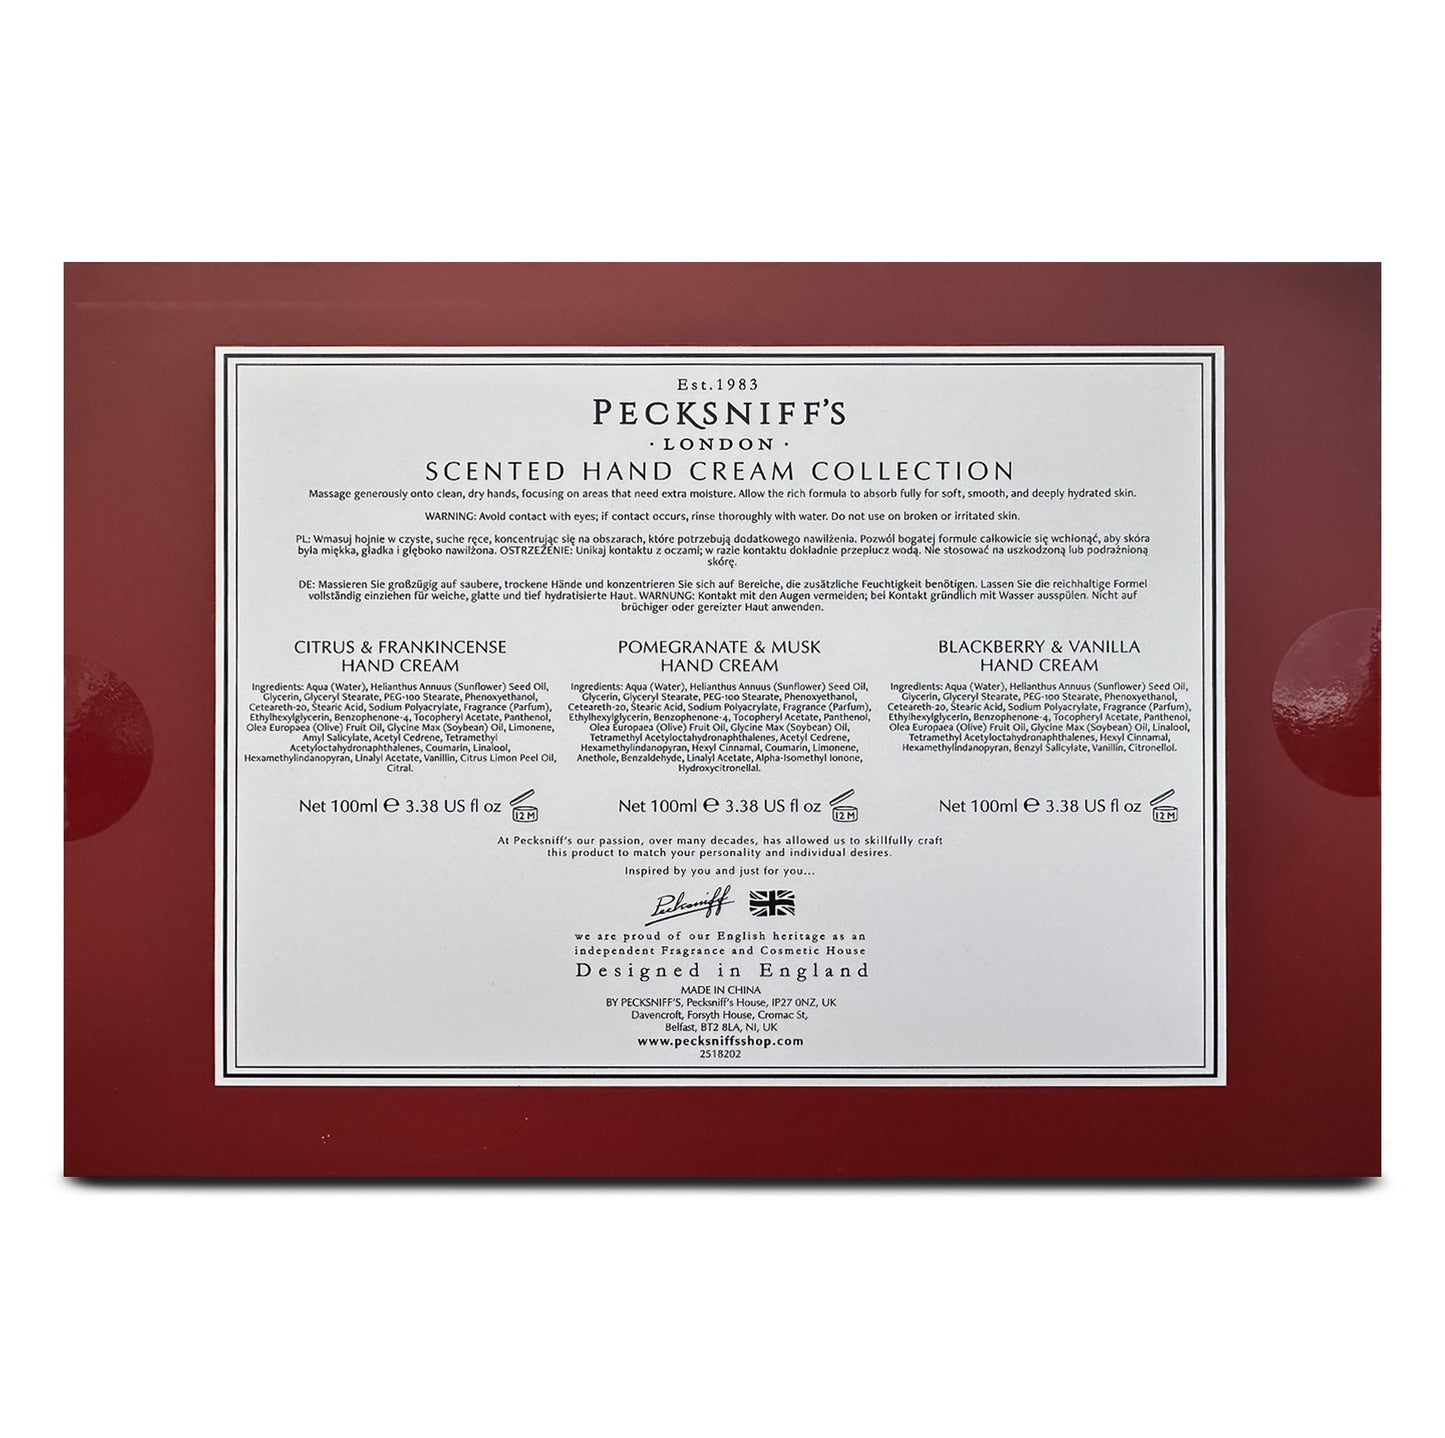 Est.1983
PECKSNIFF'S
· LONDON ·
SCENTED HAND CREAM COLLECTION
Massage generously onto clean, dry hands, focusing on areas that need extra moisture. Allow the rich formula to absorb fully for soft, smooth, and deeply hydrated skin.
WARNING: Avoid contact with eyes; if contact occurs, rinse thoroughly with water. Do not use on broken or irritated skin.
PL: Wmasuj hojnie w czyste, suche ręce, koncentrując się na obszarach, które potrzebują dodatkowego nawilżenia. Pozwól bogatej formule całkowicie się wchłonąć, aby skóra
była miękka, gładka i głęboko nawilżona. OSTRZEŻENIE: Unikaj kontaktu z oczami; w razie kontaktu dokładnie przepłucz wodą. Nie stosować na uszkodzoną lub podrażnioną
skórę.
DE: Massieren Sie großzügig auf saubere, trockene Hände und konzentrieren Sie sich auf Bereiche, die zusätzliche Feuchtigkeit benötigen. Lassen Sie die reichhaltige Formel
vollständig einziehen für weiche, glatte und tief hydratisierte Haut. WARNUNG: Kontakt mit den Augen vermeiden; bei Kontakt gründlich mit Wasser ausspülen. Nicht auf
brüchiger oder gereizter Haut anwenden.
CITRUS & FRANKINCENSE
HAND CREAM
Ingredients: Aqua (Water), Helianthus Annuus (Sunflower) Seed Oil,
Glycerin, Glyceryl Stearate, PEG-100 Stearate, Phenoxyethanol,
Ceteareth-20, Stearic Acid, Sodium Polyacrylate, Fragrance (Parfum),
Ethylhexylglycerin, Benzophenone-4, Tocopheryl Acetate, Panthenol,
Olea Europaea (Olive) Fruit Oil, Glycine Max (Soybean) Oil, Limonene,
Amyl Salicylate, Acetyl Cedrene, Tetramethyl
Acetyloctahydronaphthalenes, Coumarin, Linalool,
Hexamethylindanopyran, Linalyl Acetate, Vanillin, Citrus Limon Peel Oil,
Citral.
Net 100ml ℮ 3.38 US fl oz
12 M
POMEGRANATE & MUSK
HAND CREAM
Ingredients: Aqua (Water), Helianthus Annuus (Sunflower) Seed Oil,
Glycerin, Glyceryl Stearate, PEG-100 Stearate, Phenoxyethanol,
Ceteareth-20, Stearic Acid, Sodium Polyacrylate, Fragrance (Parfum),
Ethylhexylglycerin, Benzophenone-4, Tocopheryl Acetate, Panthenol,
Olea Europaea (Olive) Fruit Oil, Glycine Max (Soybean) Oil,
Tetramethyl Acetyloctahydronaphthalenes, Acetyl Cedrene,
Hexamethylindanopyran, Hexyl Cinnamal, Coumarin, Limonene,
Anethole, Benzaldehyde, Linalyl Acetate, Alpha-Isomethyl Ionone,
Hydroxycitronellal.
Net 100ml ℮ 3.38 US fl oz
12 M
BLACKBERRY & VANILLA
HAND CREAM
Ingredients: Aqua (Water), Helianthus Annuus (Sunflower) Seed Oil,
Glycerin, Glyceryl Stearate, PEG-100 Stearate, Phenoxyethanol,
Ceteareth-20, Stearic Acid, Sodium Polyacrylate, Fragrance (Parfum),
Ethylhexylglycerin, Benzophenone-4, Tocopheryl Acetate, Panthenol,
Olea Europaea (Olive) Fruit Oil, Glycine Max (Soybean) Oil, Linalool,
Tetramethyl Acetyloctahydronaphthalenes, Hexyl Cinnamal,
Hexamethylindanopyran, Benzyl Salicylate, Vanillin, Citronellol.
Net 100ml ℮ 3.38 US fl oz
12 M
At Pecksniff's our passion, over many decades, has allowed us to skillfully craft
this product to match your personality and individual desires.
Inspired by you and just for you...
Pecksniff
we are proud of our English heritage as an
independent Fragrance and Cosmetic House
Designed in England
MADE IN CHINA
BY PECKSNIFF'S, Pecksniff's House, IP27 0NZ, UK
Davencroft, Forsyth House, Cromac St,
Belfast, BT2 8LA, NI, UK
www.pecksniffsshop.com
2518202